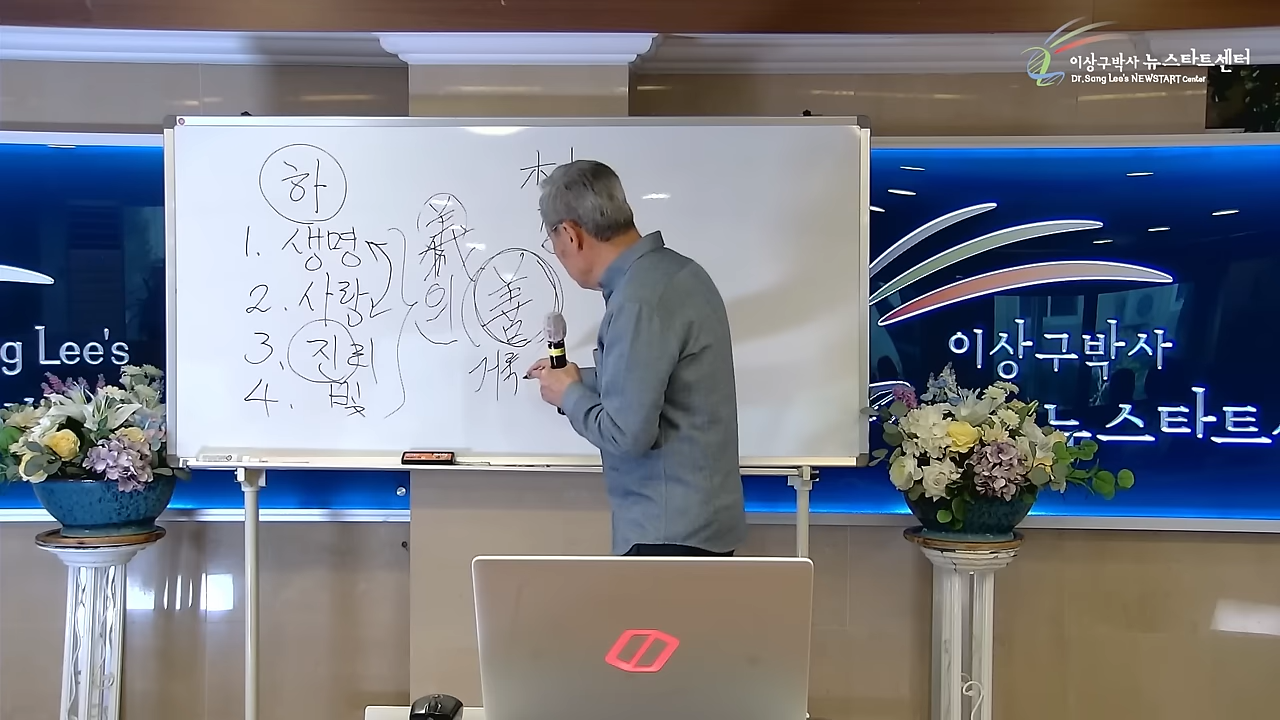 이상구박사 뉴스타트센터
Dr. Sang Lee's NEWSTART Center
하
1. 생명
2. 사랑
3. 진리
4. 빛
義
의
善
g Lee's
이상구박사
뉴스타트